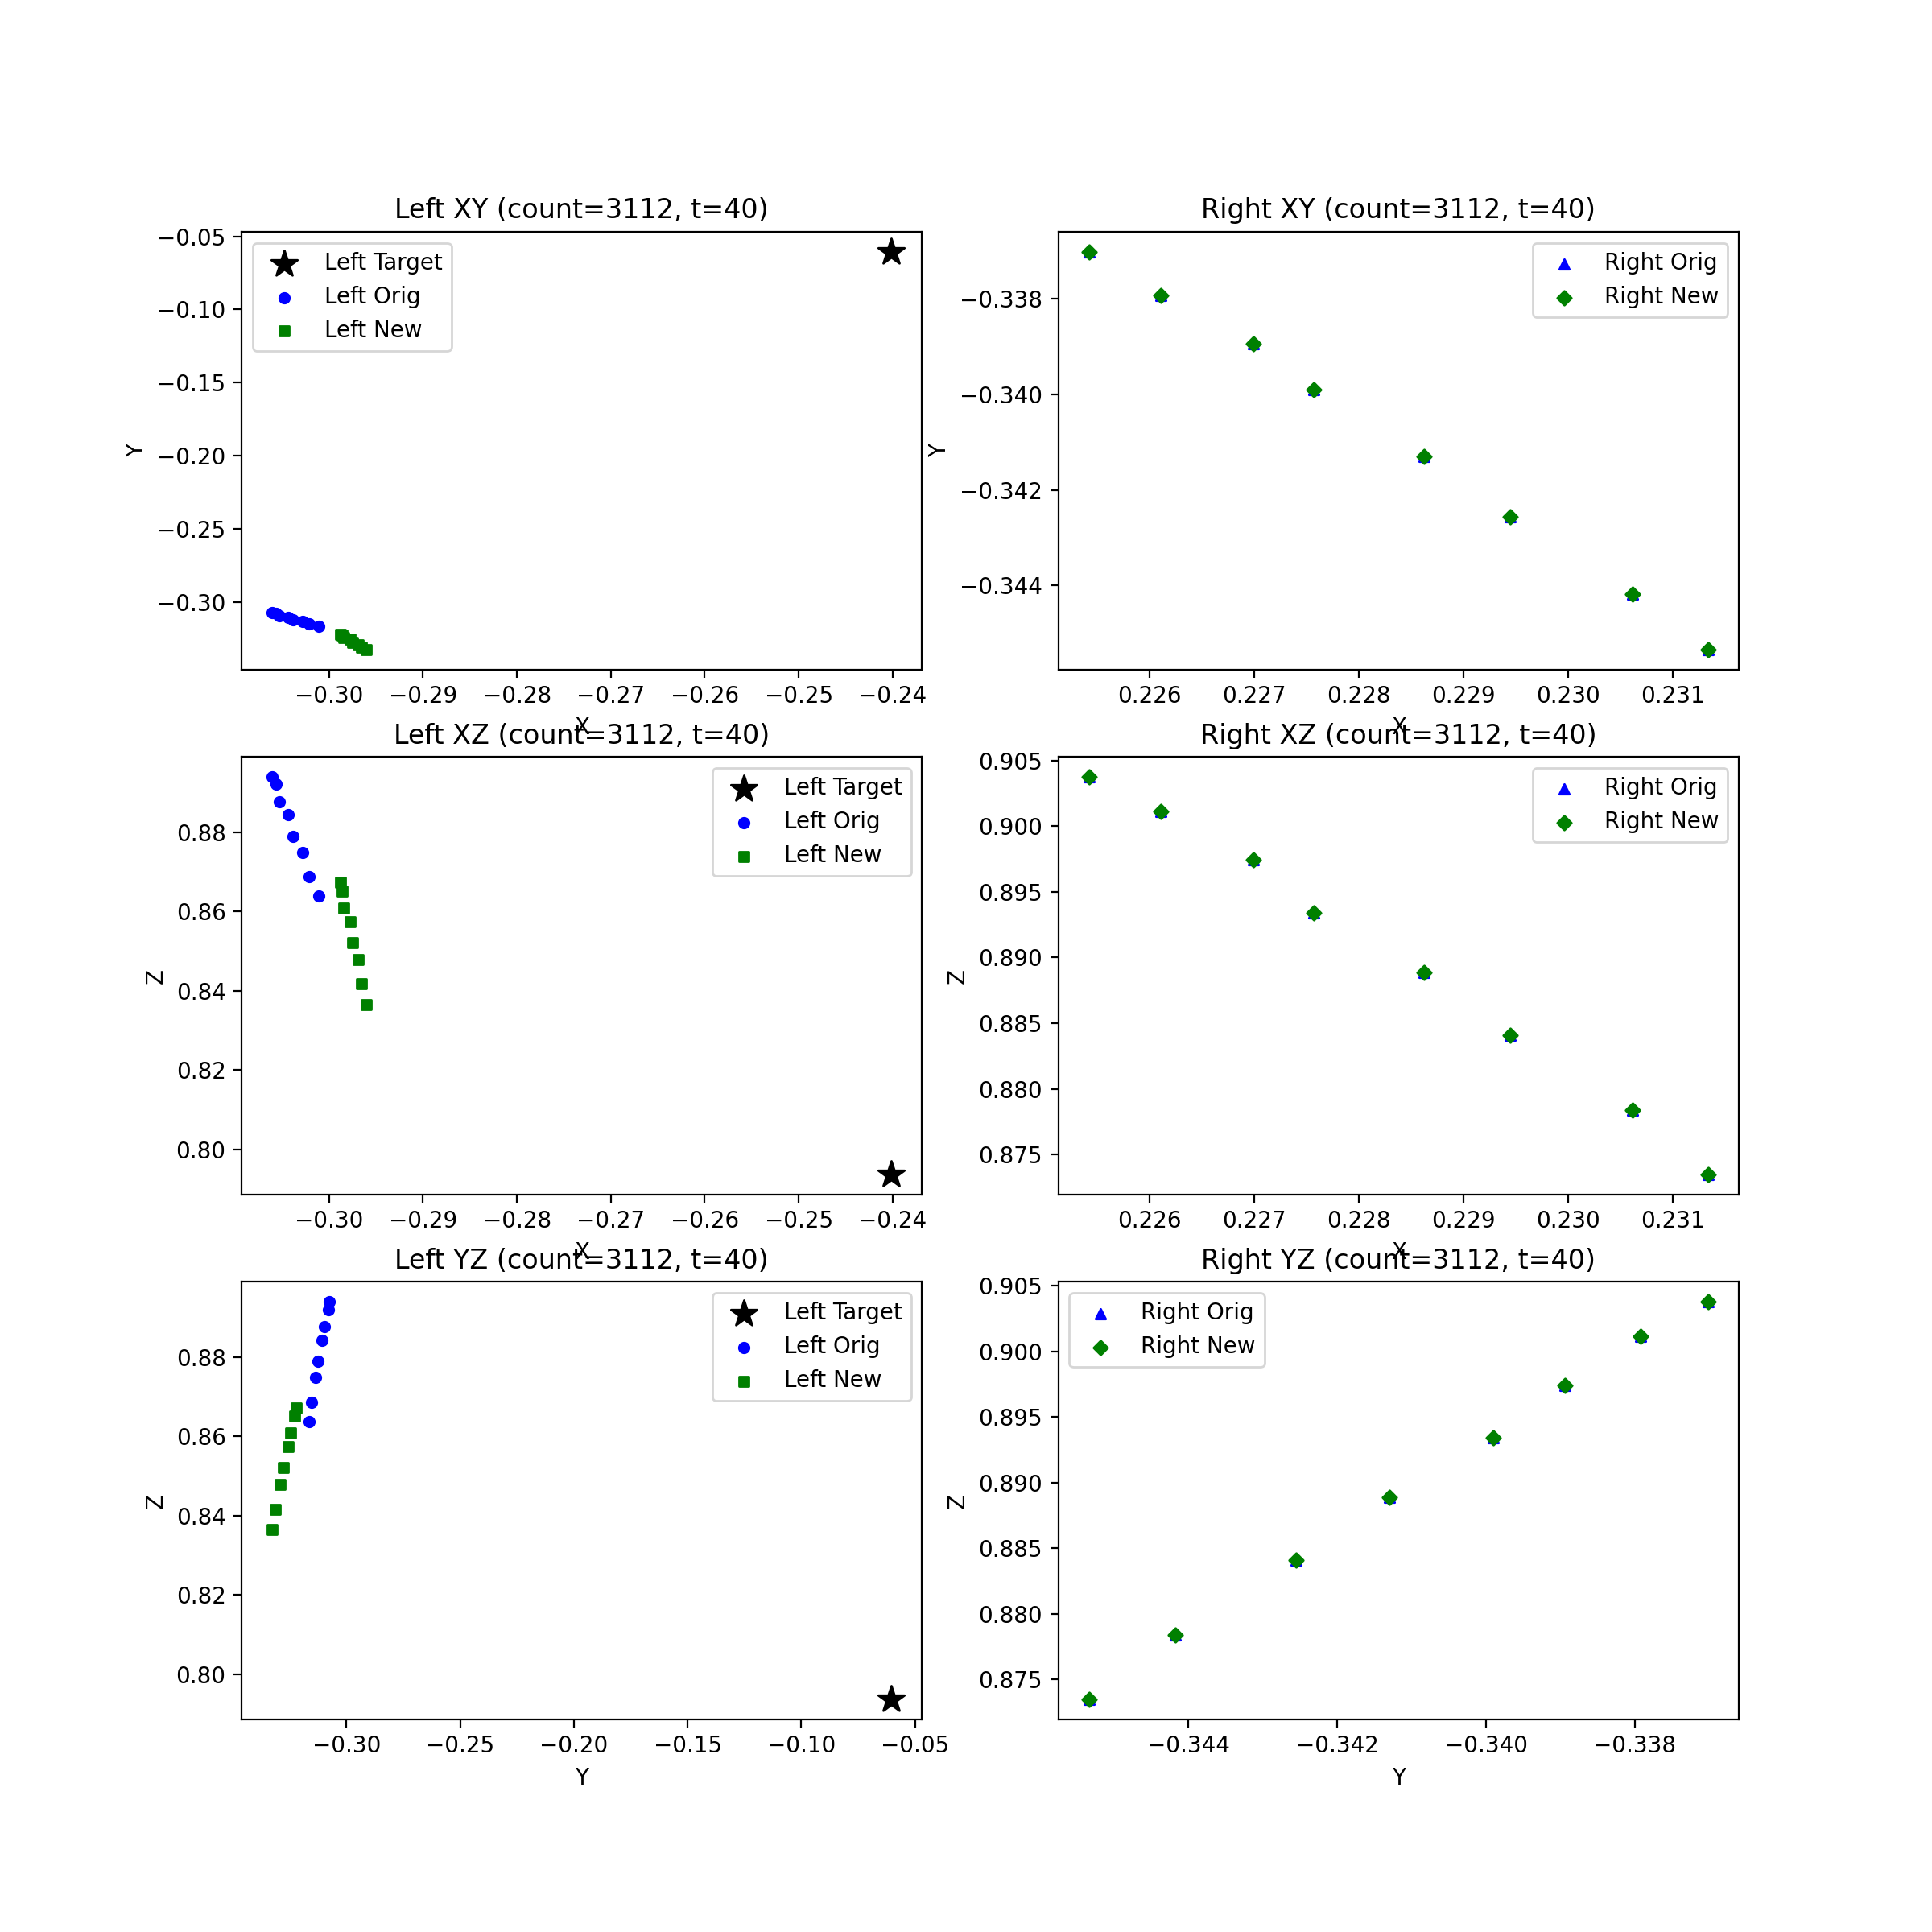 Left XY (count=3112, t=40)
Right XY (count=3112, t=40)
−0.05
−0.10
−0.15
−0.20
−0.25
−0.30
Y
Left Target
Left Orig
Left New
−0.30 −0.29 −0.28 −0.27 −0.26 −0.25 −0.24
X
−0.338
−0.340
−0.342
−0.344
Y
Right Orig
Right New
0.226 0.227 0.228 0.229 0.230 0.231
X
Left XZ (count=3112, t=40)
Right XZ (count=3112, t=40)
0.88
0.86
0.84
0.82
0.80
Z
Left Target
Left Orig
Left New
−0.30 −0.29 −0.28 −0.27 −0.26 −0.25 −0.24
X
0.905
0.900
0.895
0.890
0.885
0.880
0.875
Z
Right Orig
Right New
0.226 0.227 0.228 0.229 0.230 0.231
X
Left YZ (count=3112, t=40)
Right YZ (count=3112, t=40)
0.88
0.86
0.84
0.82
0.80
Z
Left Target
Left Orig
Left New
−0.30 −0.25 −0.20 −0.15 −0.10 −0.05
Y
0.905
0.900
0.895
0.890
0.885
0.880
0.875
Z
Right Orig
Right New
−0.344 −0.342 −0.340 −0.338
Y